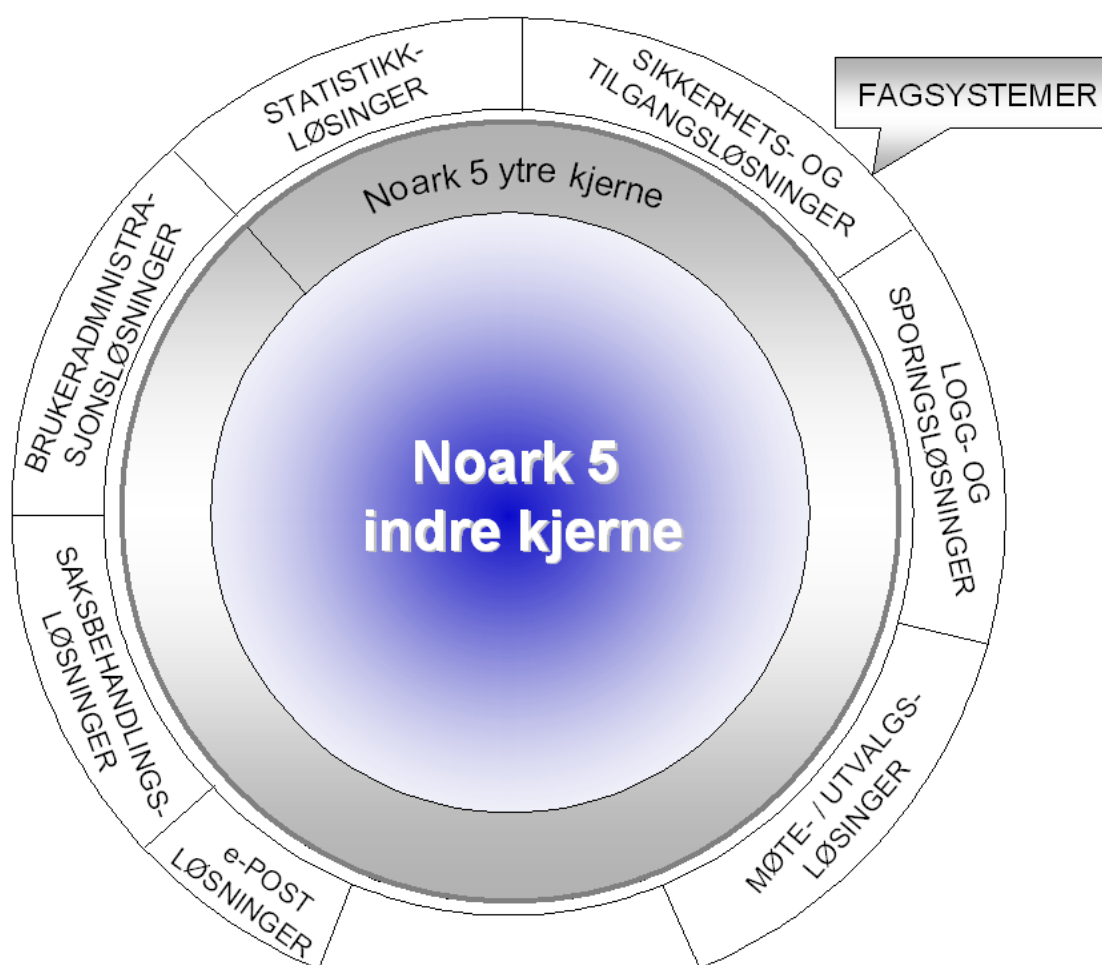 STATISTIKK-
LØSINGER
SIKKERHETS- OG
TILGANGSLØSNINGER
FAGSYSTEMER
Noark 5 ytre kjerne
BRUKERADMINISTRA-
SJONSLØSNINGER
LOGG- OG
SPORINGSLØSNINGER
Noark 5
indre kjerne
SAKSBEHANDLINGS-
LØSNINGER
MØTE- / UTVALGS-
LØSINGER
e-POST
LØSNINGER